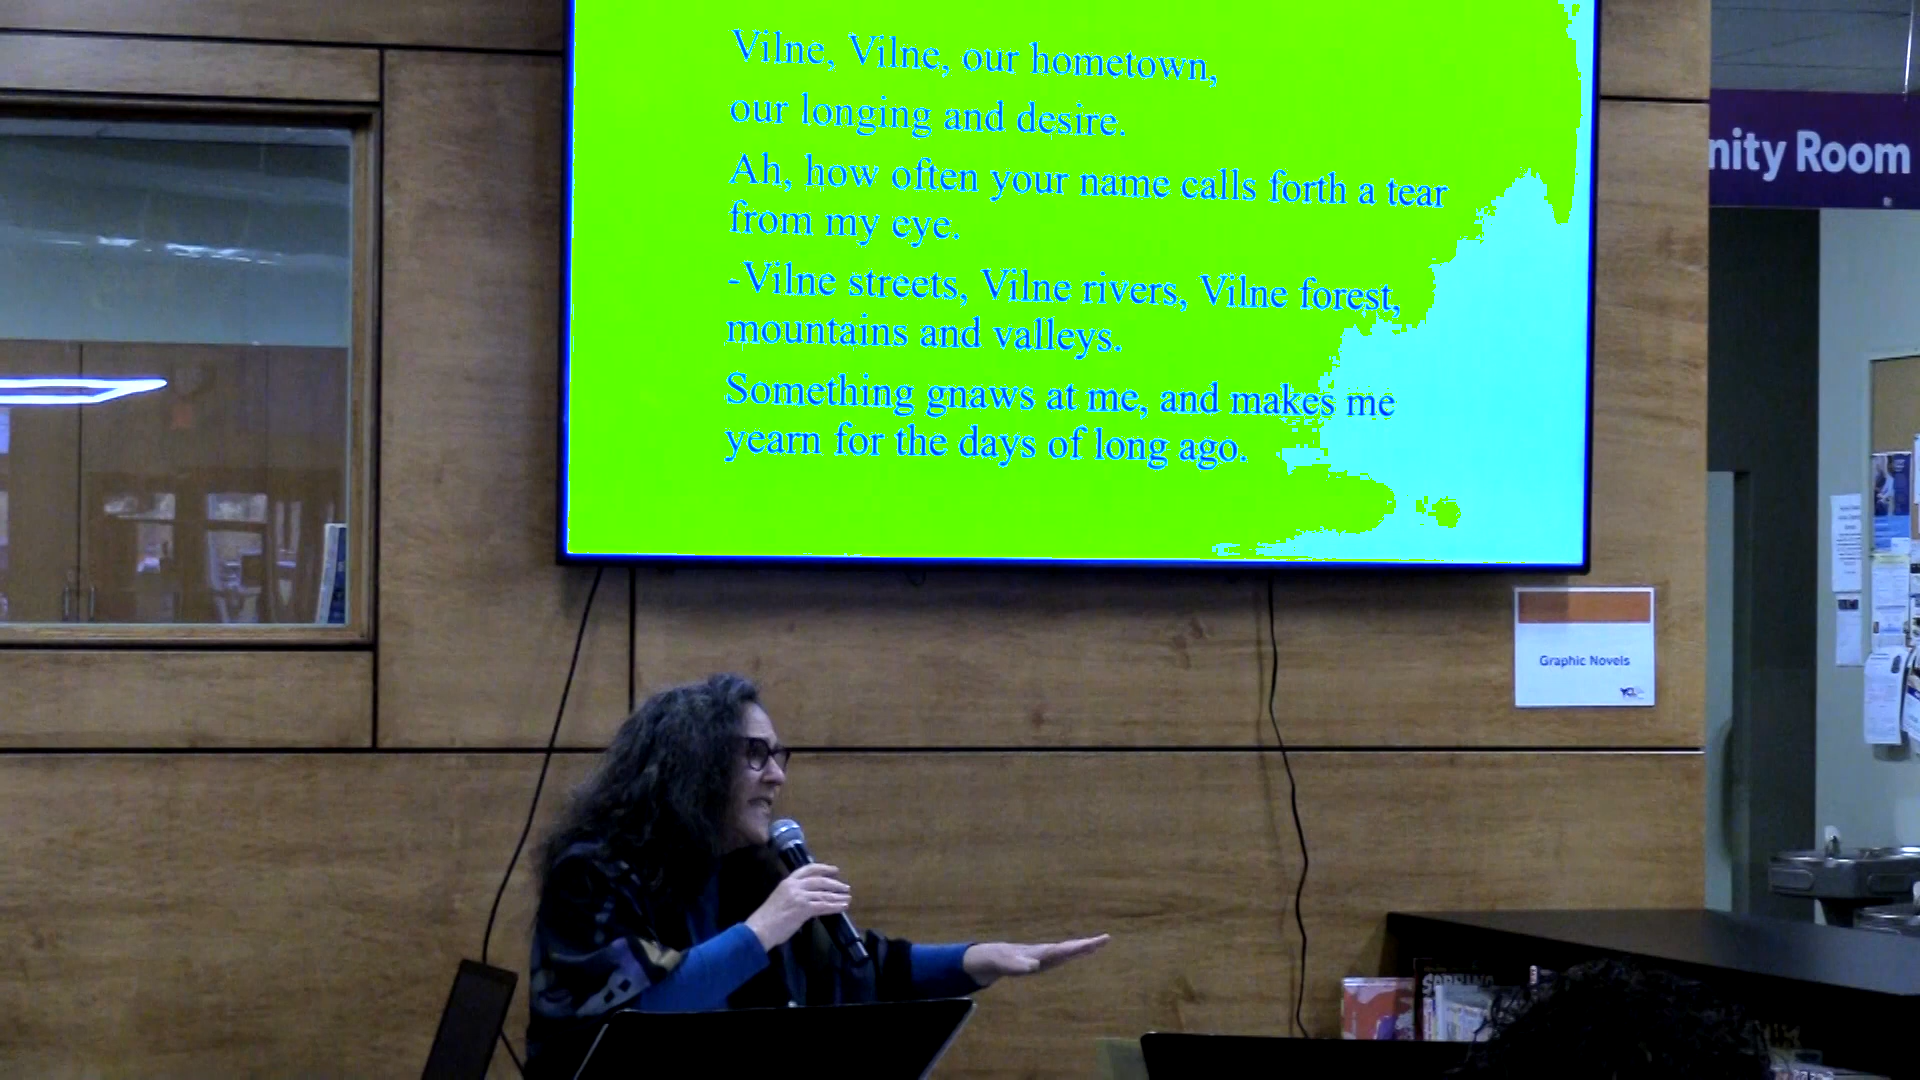 Vilne, Vilne, our hometown,
our longing and desire.
Ah, how often your name calls forth a tear
from my eye.
-Vilne streets, Vilne rivers, Vilne forest,
mountains and valleys.
Something gnaws at me, and makes me
yearn for the days of long ago.
nity Room
Graphic Novels